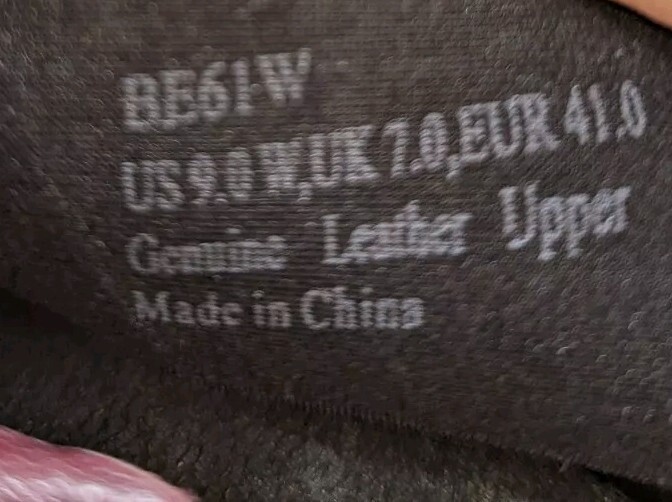 BE61W
US 9.0 W,UK 7.0,EUR 41.0
Genuine Leather Upper
Made in China